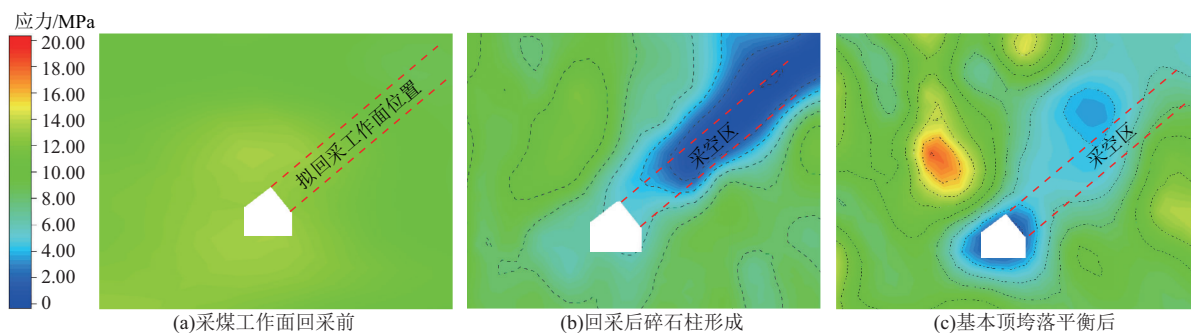 应力/MPa
20.00
18.00
16.00
14.00
12.00
10.00
8.00
6.00
4.00
2.00
0
拟回采工作面位置
采空区
采空区
(a)采煤工作面回采前
(b)回采后碎石柱形成
(c)基本顶垮落平衡后